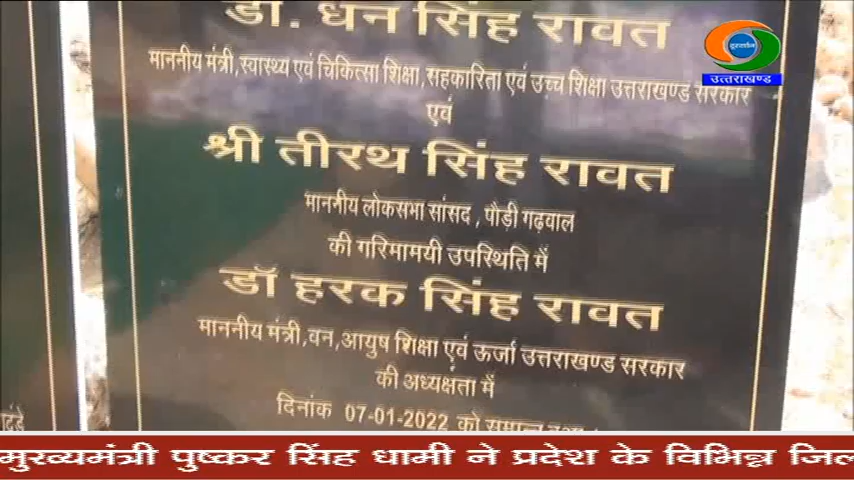 डा. धन सिंह रावत
माननीय मंत्री,स्वास्थ्य एवं चिकित्सा शिक्षा,सहकारिता एवं उच्च शिक्षा उत्तराखण्ड सरकार
एवं
श्री तीरथ सिंह रावत
माननीय लोकसभा सांसद, पौड़ी गढ़वाल
की गरिमामयी उपस्थिति में
डॉ हरक सिंह रावत
माननीय मंत्री,वन,आयुष शिक्षा एवं ऊर्जा उत्तराखण्ड सरकार
की अध्यक्षता में
दिनांक 07-01-2022 को
दूरदर्शन
उत्तराखण्ड
मुख्यमंत्री पुष्कर सिंह धामी ने प्रदेश के विभिन्न